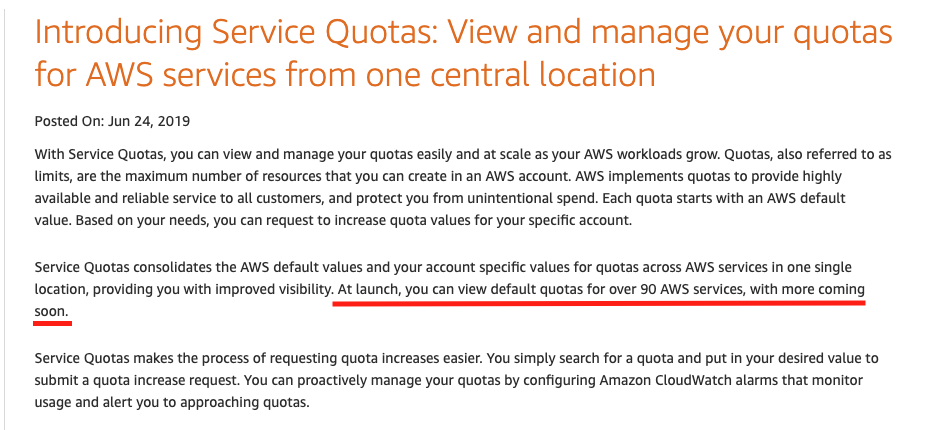 Introducing Service Quotas: View and manage your quotas
for AWS services from one central location
Posted On: Jun 24, 2019
With Service Quotas, you can view and manage your quotas easily and at scale as your AWS workloads grow. Quotas, also referred to as
limits, are the maximum number of resources that you can create in an AWS account. AWS implements quotas to provide highly
available and reliable service to all customers, and protect you from unintentional spend. Each quota starts with an AWS default
value. Based on your needs, you can request to increase quota values for your specific account.
Service Quotas consolidates the AWS default values and your account specific values for quotas across AWS services in one single
location, providing you with improved visibility. At launch, you can view default quotas for over 90 AWS services, with more coming
soon.
Service Quotas makes the process of requesting quota increases easier. You simply search for a quota and put in your desired value to
submit a quota increase request. You can proactively manage your quotas by configuring Amazon CloudWatch alarms that monitor
usage and alert you to approaching quotas.